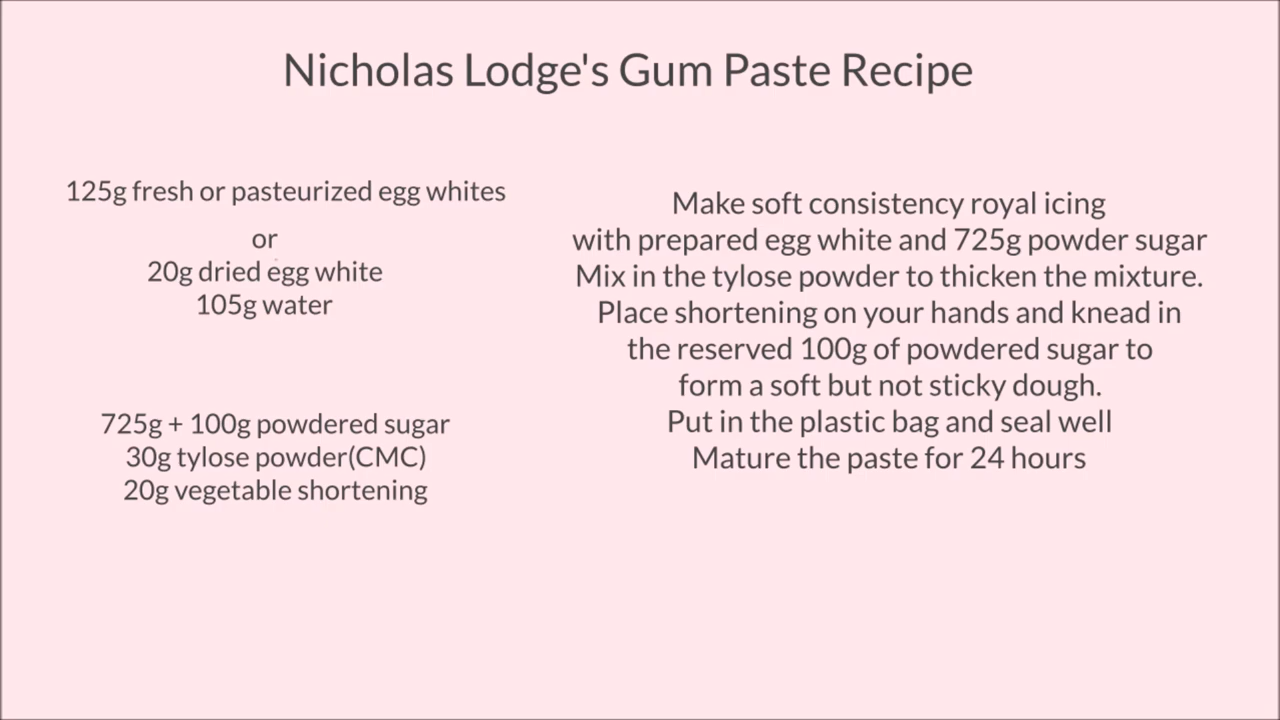 Nicholas Lodge's Gum Paste Recipe
125g fresh or pasteurized egg whites
or
20g dried egg white
105g water
725g + 100g powdered sugar
30g tylose powder(CMC)
20g vegetable shortening
Make soft consistency royal icing
with prepared egg white and 725g powder sugar
Mix in the tylose powder to thicken the mixture.
Place shortening on your hands and knead in
the reserved 100g of powdered sugar to
form a soft but not sticky dough.
Put in the plastic bag and seal well
Mature the paste for 24 hours